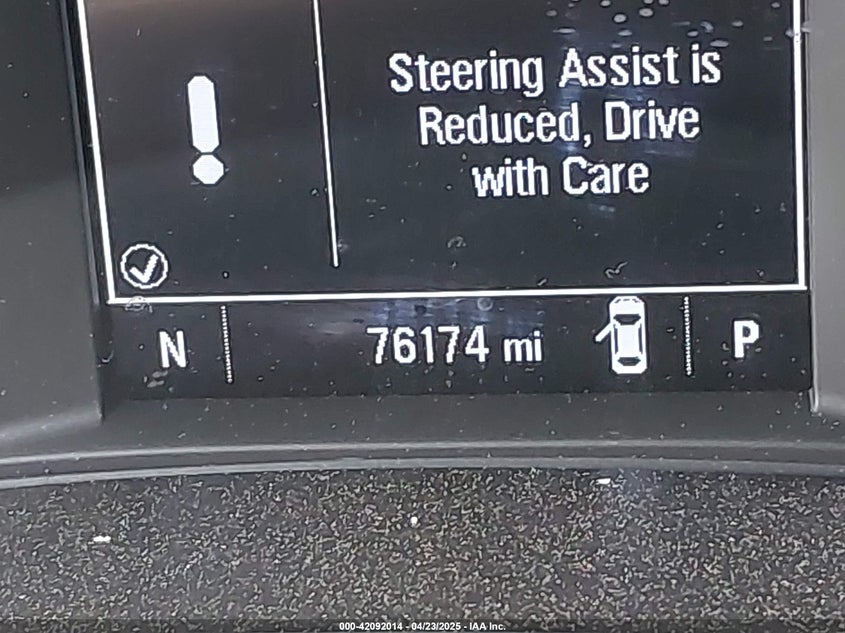 Steering Assist is
Reduced, Drive
with Care
N 76174 mi P
000-42092014 - 04/23/2025 - IAA Inc.